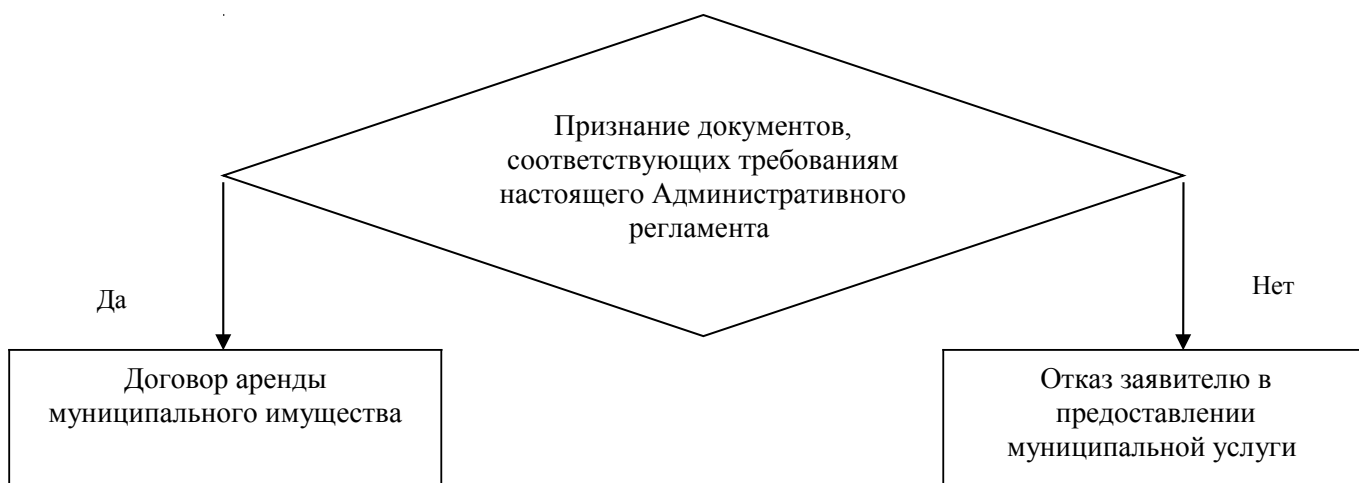 Признание документов,
соответствующих требованиям
настоящего Административного
регламента
Да
Нет
Договор аренды
муниципального имущества
Отказ заявителю в
предоставлении
муниципальной услуги